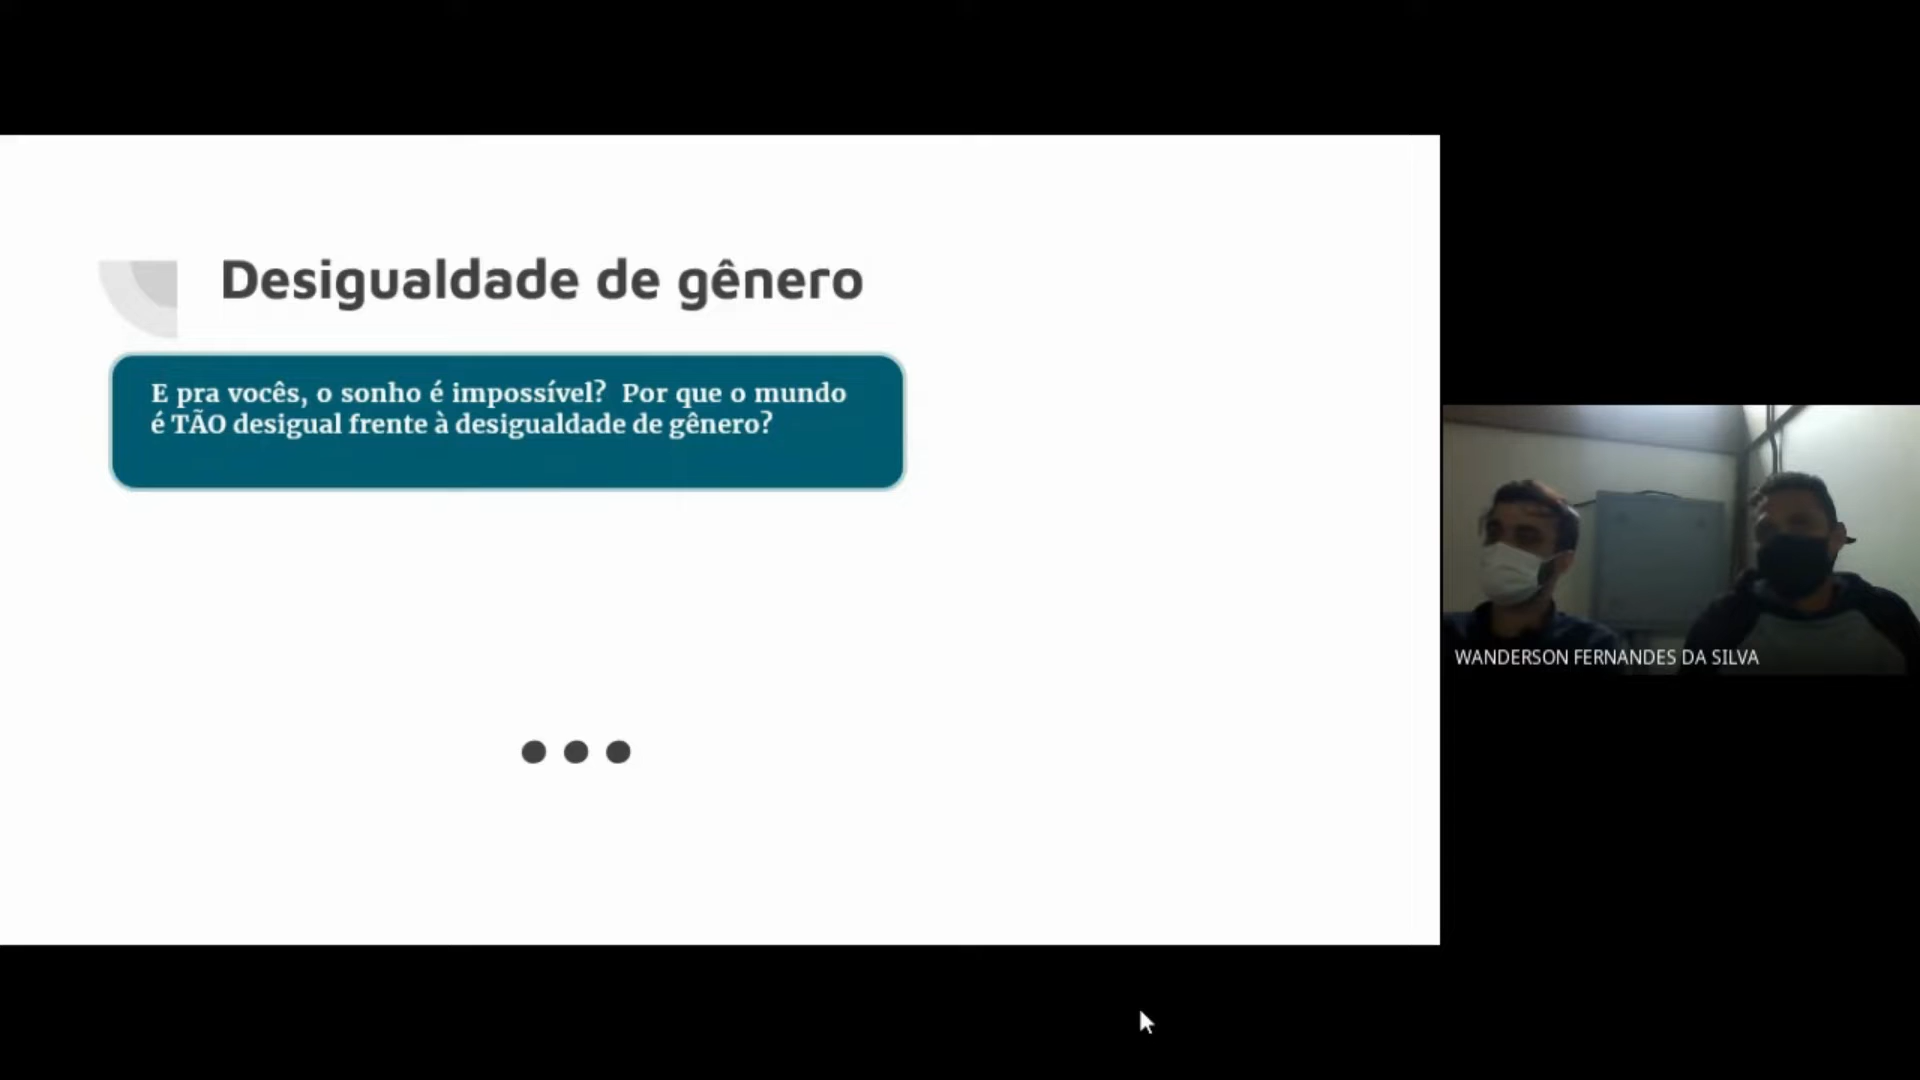 Desigualdade de gênero
E pra vocês, o sonho é impossível? Por que o mundo
é TÃO desigual frente à desigualdade de gênero?
WANDERSON FERNANDES DA SILVA